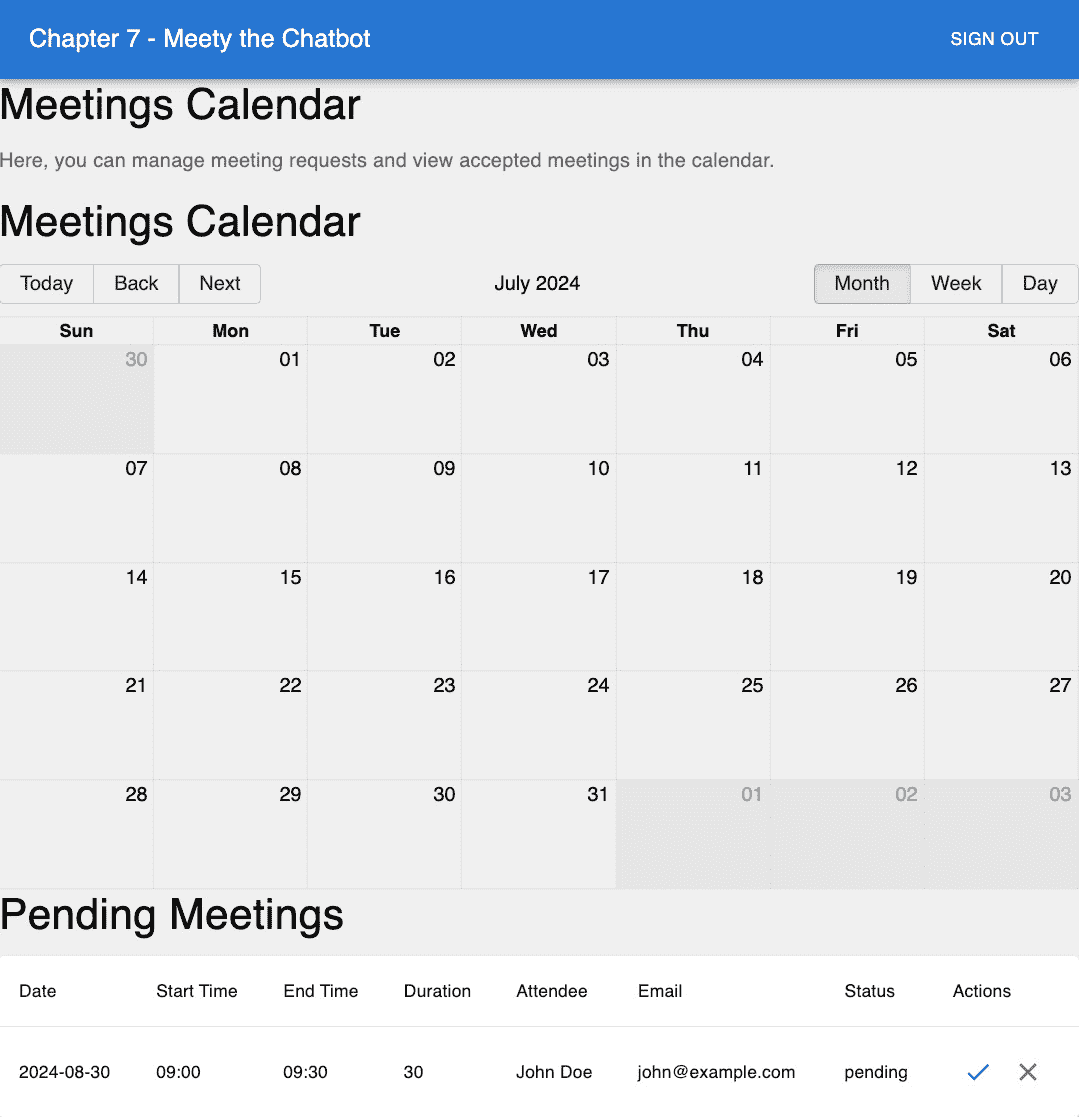 Chapter 7 - Meety the Chatbot SIGN OUT
Meetings Calendar
Here, you can manage meeting requests and view accepted meetings in the calendar.
Meetings Calendar
Today Back Next July 2024 Month Week Day
Sun Mon Tue Wed Thu Fri Sat
30 01 02 03 04 05 06
07 08 09 10 11 12 13
14 15 16 17 18 19 20
21 22 23 24 25 26 27
28 29 30 31 01 02 03
Pending Meetings
Date Start Time End Time Duration Attendee Email Status Actions
2024-08-30 09:00 09:30 30 John Doe john@example.com pending